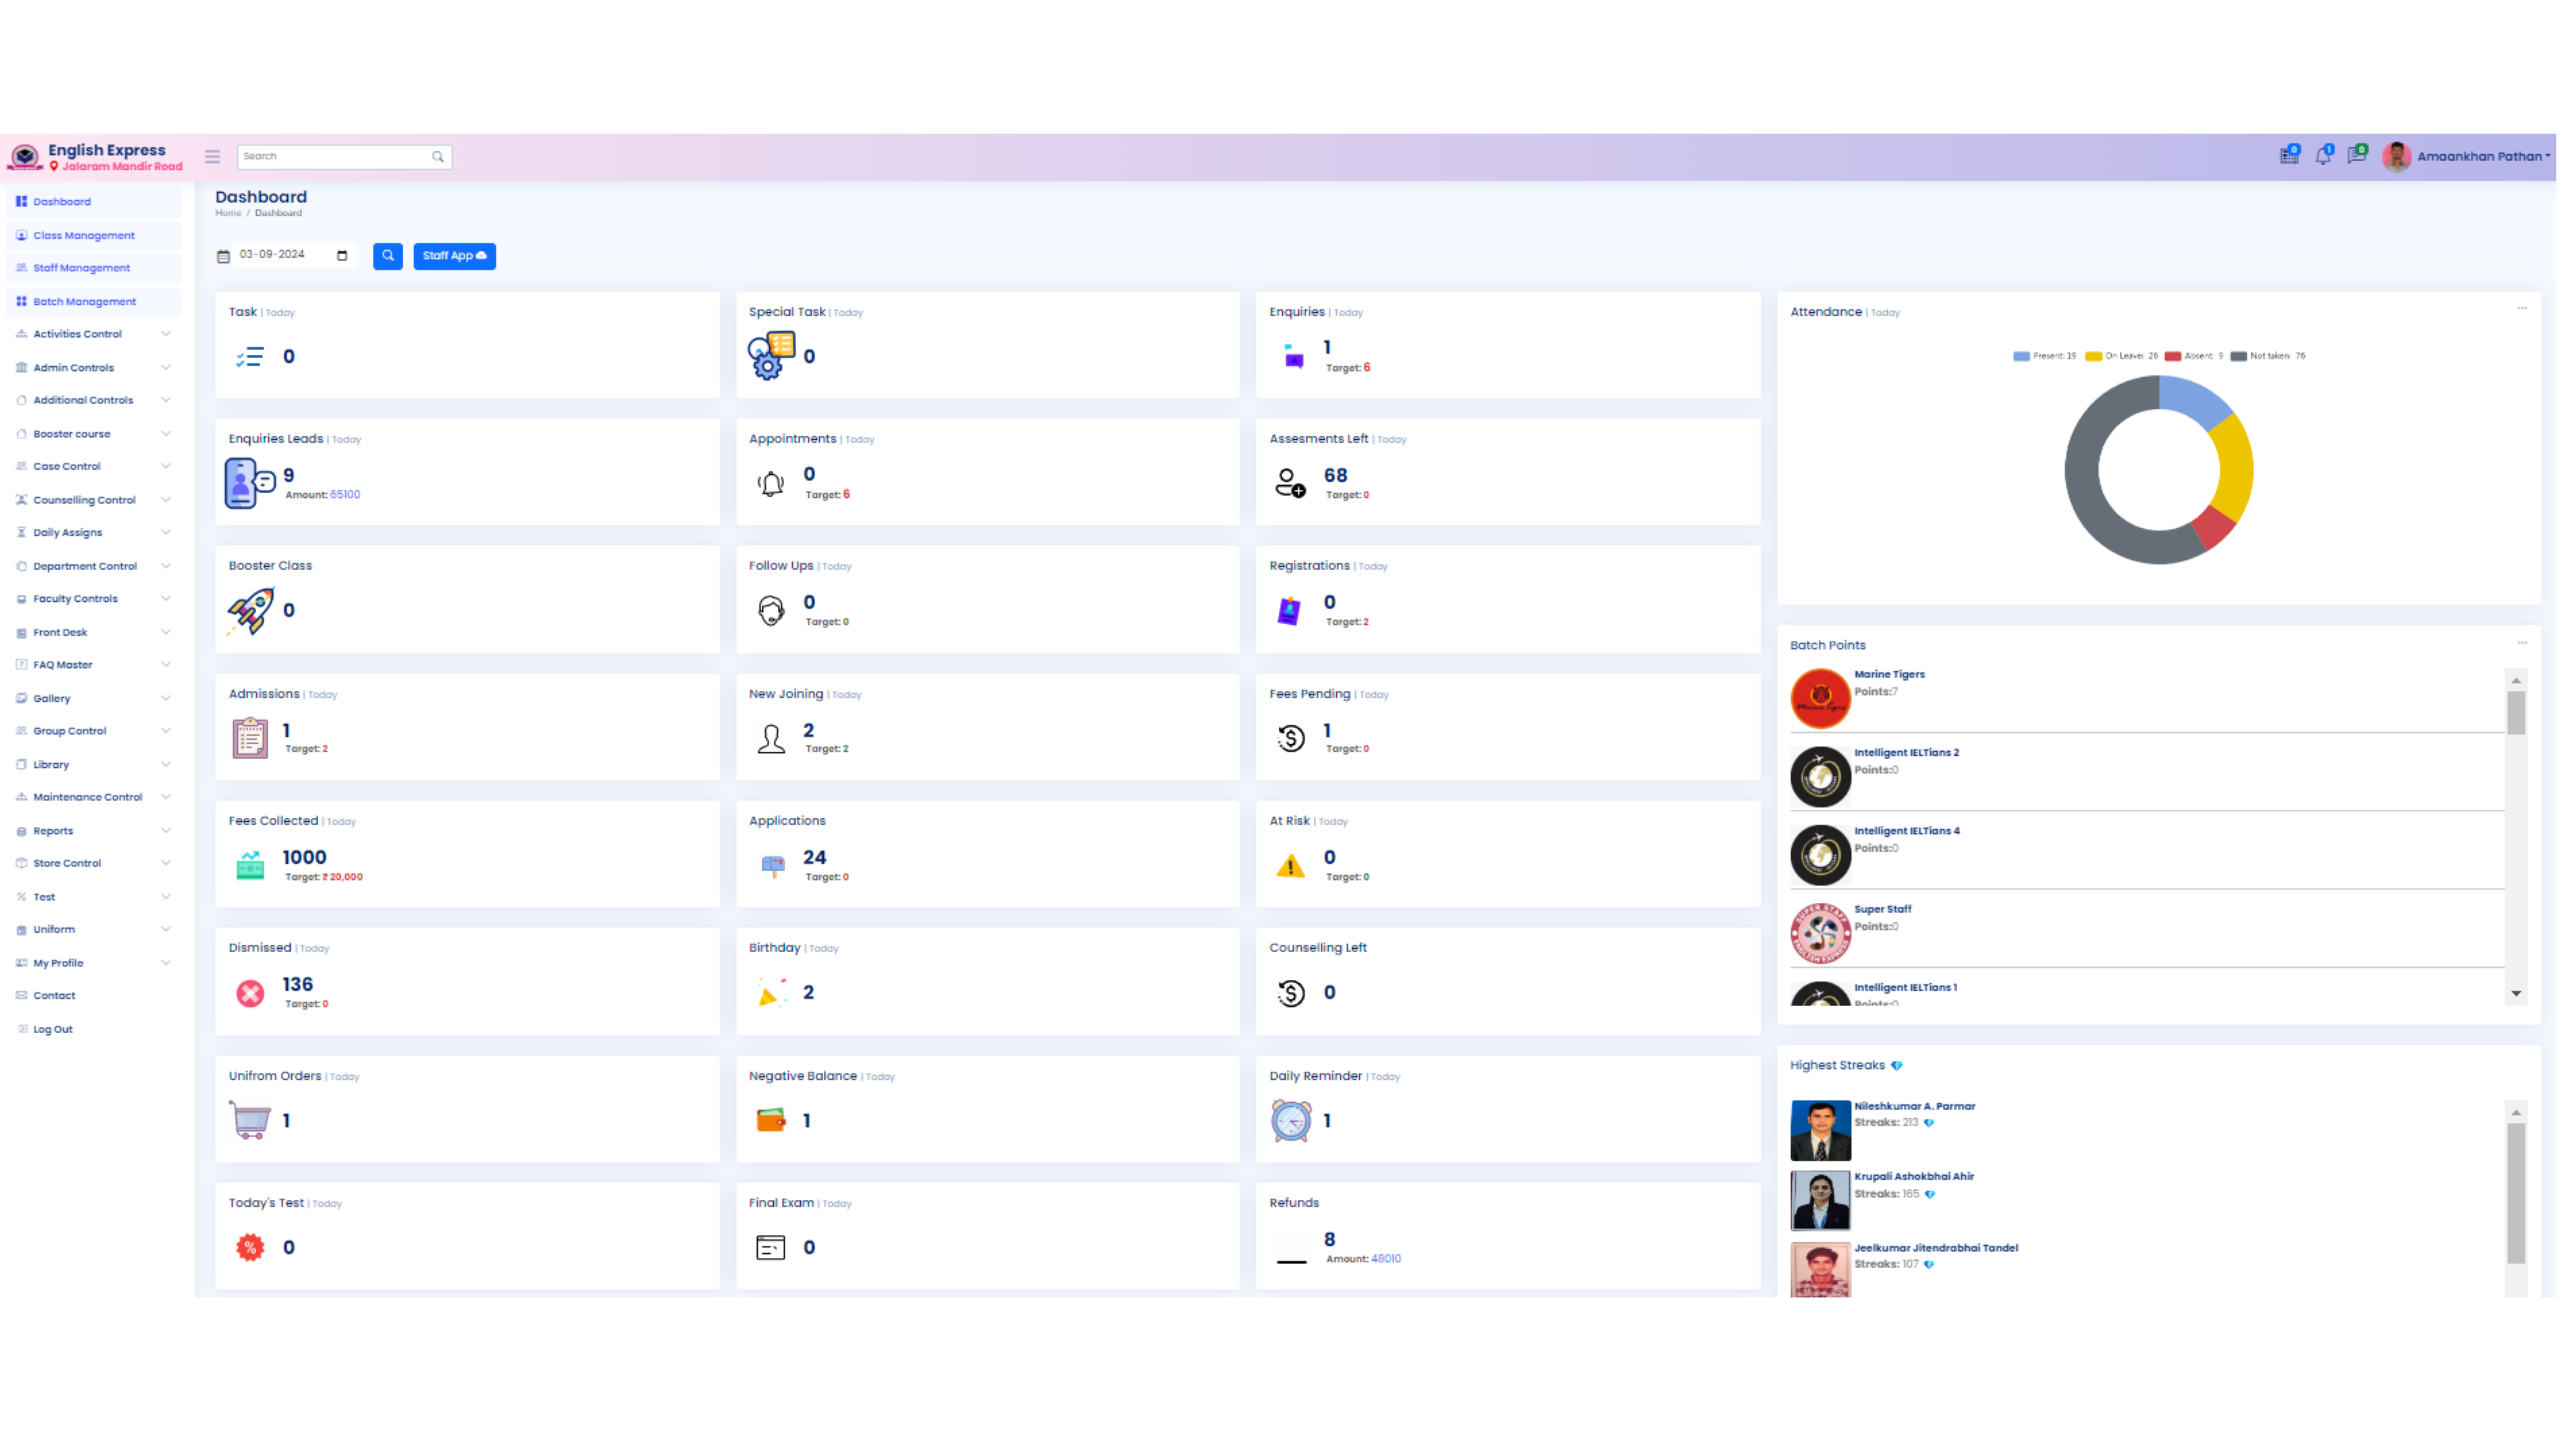 English Express
Jalaram Mandir Road
Search
0
1
0
Amaankhan Pathan
Dashboard
Class Management
Staff Management
Batch Management
Activities Control
Admin Controls
Additional Controls
Booster course
Case Control
Counselling Control
Daily Assigns
Department Control
Faculty Controls
Front Desk
FAQ Master
Gallery
Group Control
Library
Maintenance Control
Reports
Store Control
Test
Uniform
My Profile
Contact
Log Out
Dashboard
Home / Dashboard
03-09-2024
Staff App
Task | Today
0
Special Task | Today
0
Enquiries | Today
1
Target: 6
Enquiries Leads | Today
9
Amount: 65100
Appointments | Today
0
Target: 6
Assesments Left | Today
68
Target: 0
Booster Class
0
Follow Ups | Today
0
Target: 0
Registrations | Today
0
Target: 2
Admissions | Today
1
Target: 2
New Joining | Today
2
Target: 2
Fees Pending | Today
1
Target: 0
Fees Collected | Today
1000
Target: ₹ 20,000
Applications
24
Target: 0
At Risk | Today
0
Target: 0
Dismissed | Today
136
Target: 0
Birthday | Today
2
Counselling Left
0
Unifrom Orders | Today
1
Negative Balance | Today
1
Daily Reminder | Today
1
Today's Test | Today
0
Final Exam | Today
0
Refunds
8
Amount: 48010
Attendance | Today
Present: 19 On Leave: 26 Absent: 9 Not taken: 76
Batch Points
Marine Tigers
Points:7
Intelligent IELTians 2
Points:0
Intelligent IELTians 4
Points:0
Super Staff
Points:0
Intelligent IELTians 1
Points:0
Highest Streaks
Nileshkumar A. Parmar
Streaks: 213
Krupali Ashokbhai Ahir
Streaks: 165
Jeelkumar Jitendrabhai Tandel
Streaks: 107